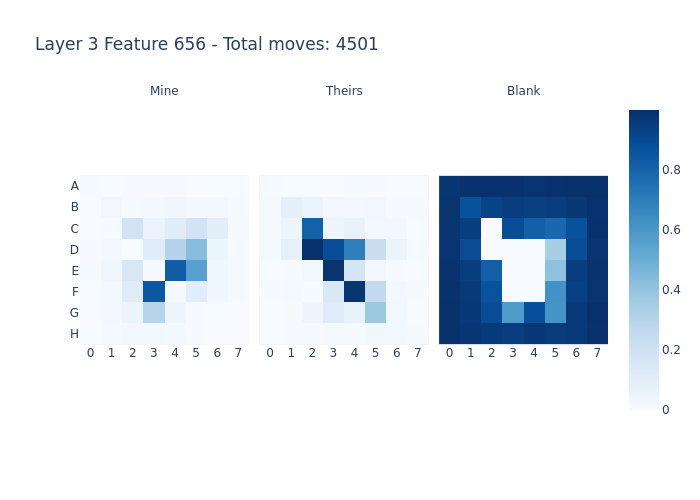 Layer 3 Feature 656 - Total moves: 4501
Mine
Theirs
Blank
A
B
C
D
E
F
G
H
0 1 2 3 4 5 6 7
0 1 2 3 4 5 6 7
0 1 2 3 4 5 6 7
0.8
0.6
0.4
0.2
0